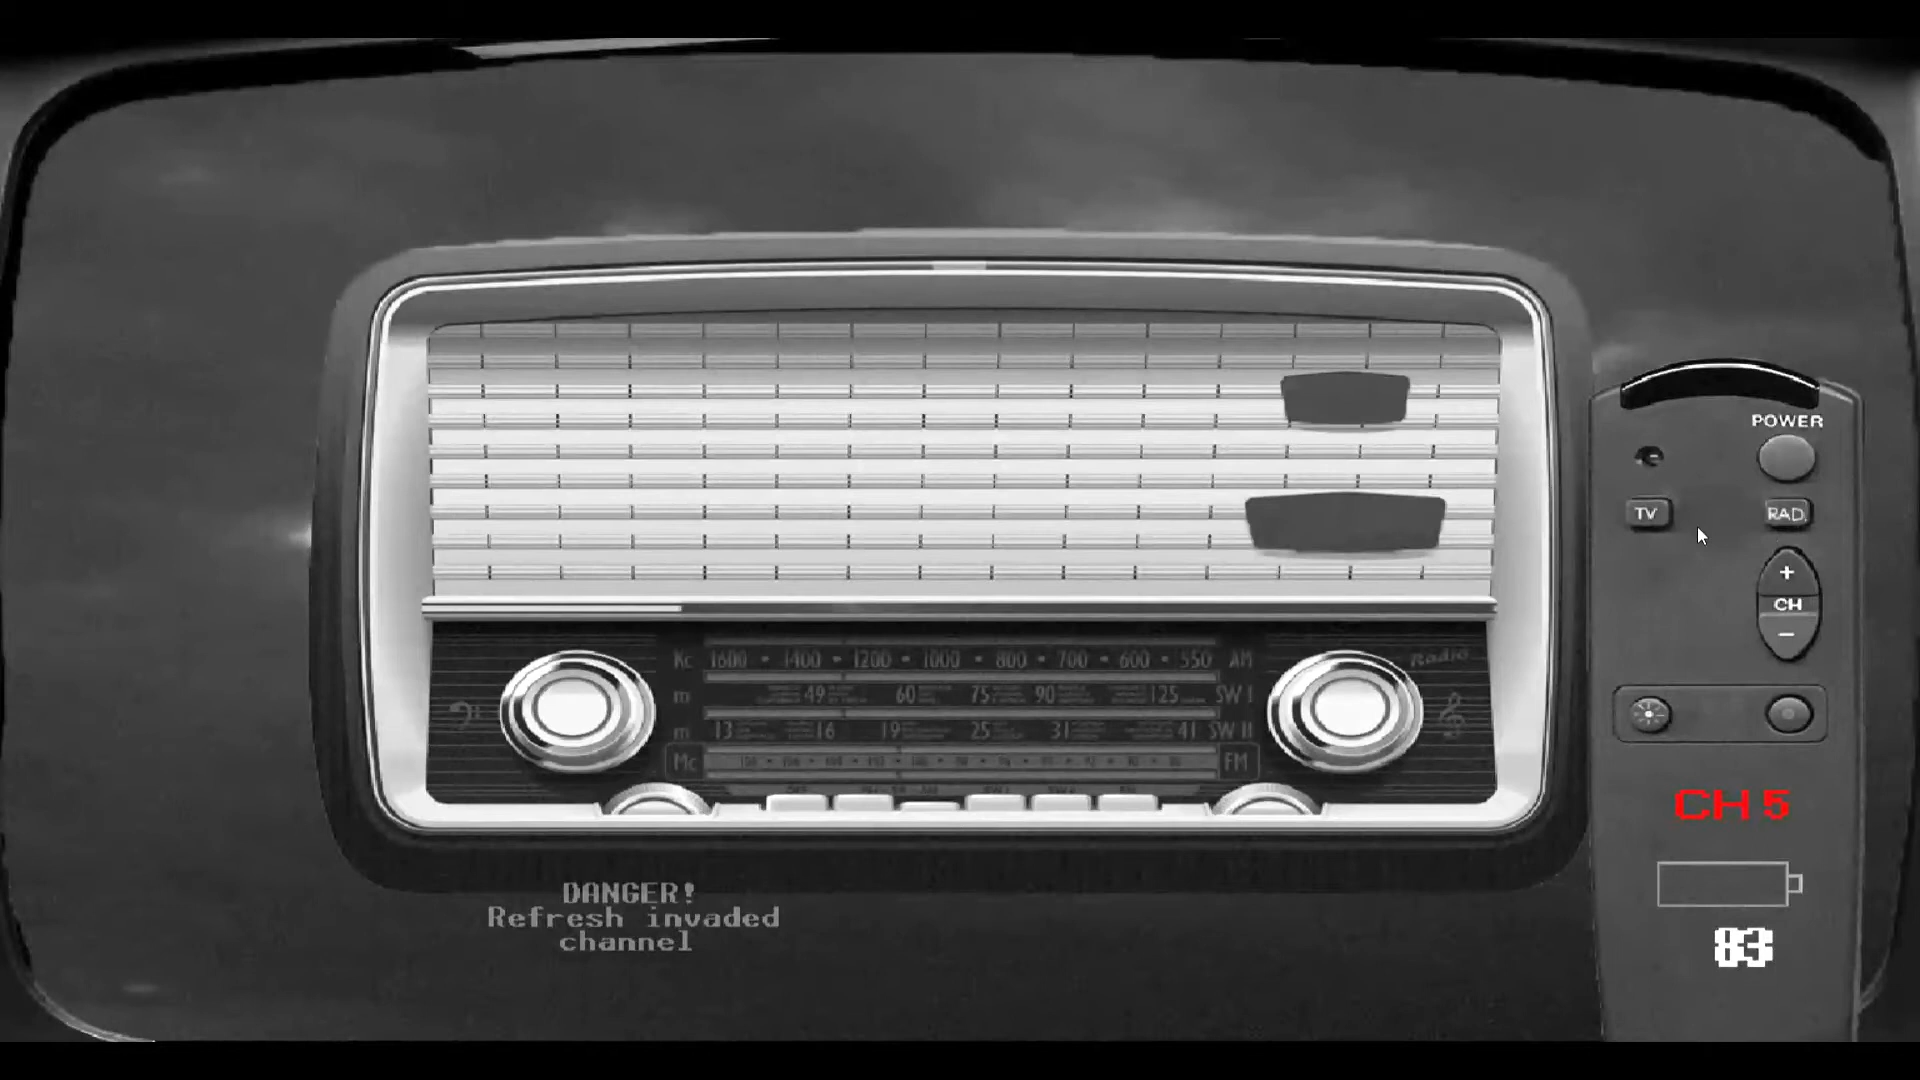 POWER
TV
RAD.
+
CH
−
Kc 1600 • 1400 • 1200 • 1000 • 800 • 700 • 600 • 550 AM
Radio
m 49 60 75 90 125 SW I
m 13 16 19 25 31 41 SW II
Mc FM
CH 5
DANGER!
Refresh invaded
channel
83